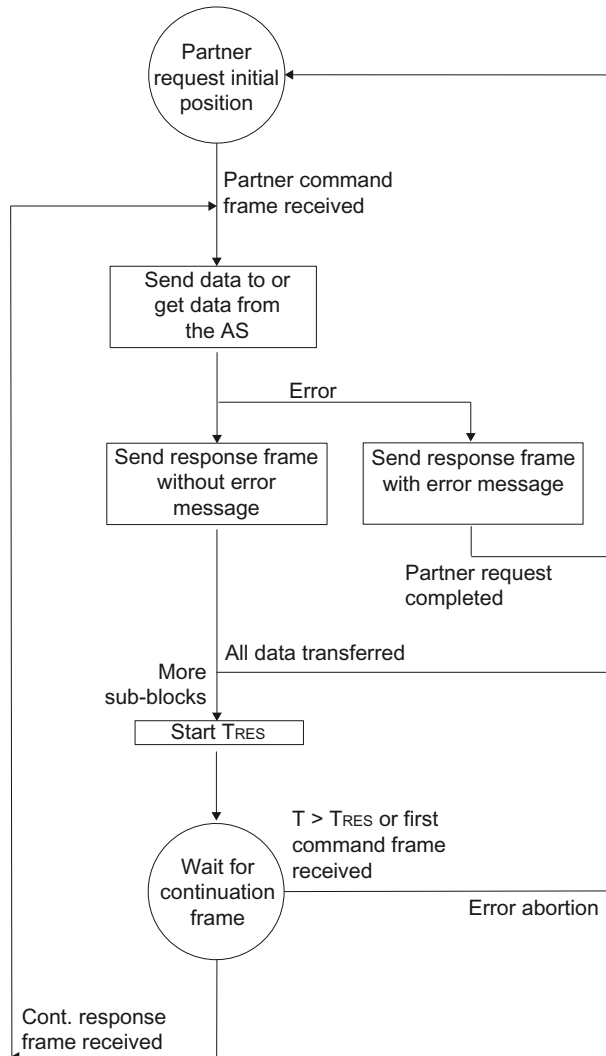 Partner
request initial
position
Partner command
frame received
Send data to or
get data from
the AS
Error
Send response frame
without error
message
Send response frame
with error message
Partner request
completed
All data transferred
More
sub-blocks
Start TRES
T > TRES or first
command frame
received
Wait for
continuation
frame
Error abortion
Cont. response
frame received